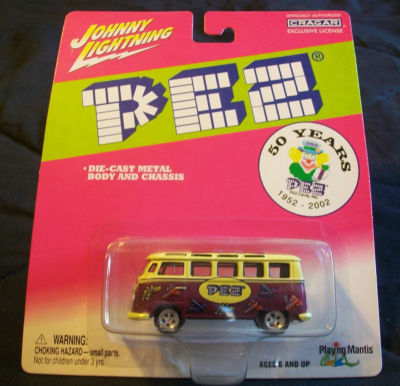 JOHNNY
LIGHTNING
OFFICIALLY AUTHORIZED
CRAGAR
EXCLUSIVE LICENSE
PEZ®
• DIE-CAST METAL
BODY AND CHASSIS
50 YEARS
PEZ
1952 - 2002
PEZ
WARNING:
CHOKING HAZARD—small parts.
Not for children under 3 yrs.
AGES 6 AND UP
Playing Mantis